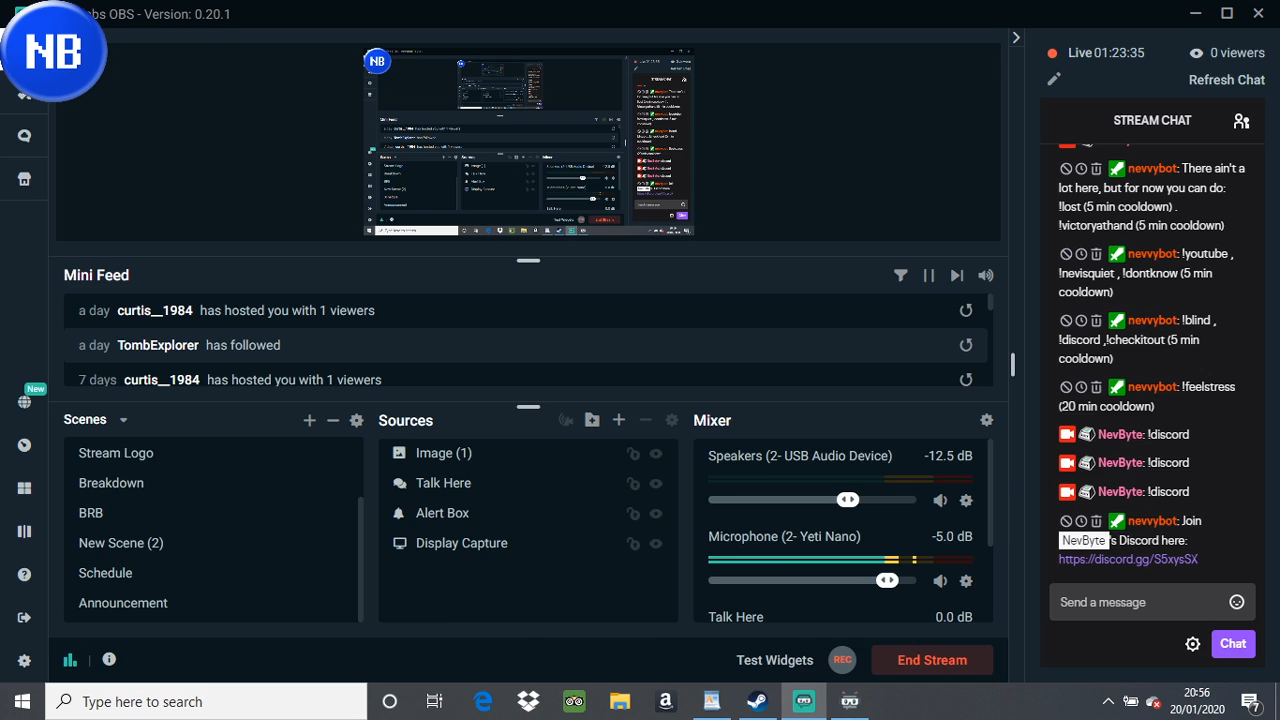 NB
abs OBS - Version: 0.20.1
NB
Live 01:23:35
0 viewers
Refresh Chat
STREAM CHAT
nevvybot: There ain't a
lot Here, but for now you can do:
!lost (5 min cooldown) .
!victoryathand (5 min cooldown)
nevvybot: !youtube ,
!nevisquiet , !dontknow (5 min
cooldown)
nevvybot: !blind ,
!discord ,!checkitout (5 min
cooldown)
nevvybot: !feelstress
(20 min cooldown)
NevByte: !discord
NevByte: !discord
NevByte: !discord
nevvybot: Join
NevByte's Discord here:
https://discord.gg/S5xysSX
Send a message
Chat
Mini Feed
a day curtis__1984 has hosted you with 1 viewers
a day TombExplorer has followed
7 days curtis__1984 has hosted you with 1 viewers
New
Scenes
Stream Logo
Breakdown
BRB
New Scene (2)
Schedule
Announcement
Sources
Image (1)
Talk Here
Alert Box
Display Capture
Mixer
Speakers (2- USB Audio Device) -12.5 dB
Microphone (2- Yeti Nano) -5.0 dB
Talk Here 0.0 dB
Test Widgets
REC
End Stream
Type here to search
20:56
20/01/2020
7